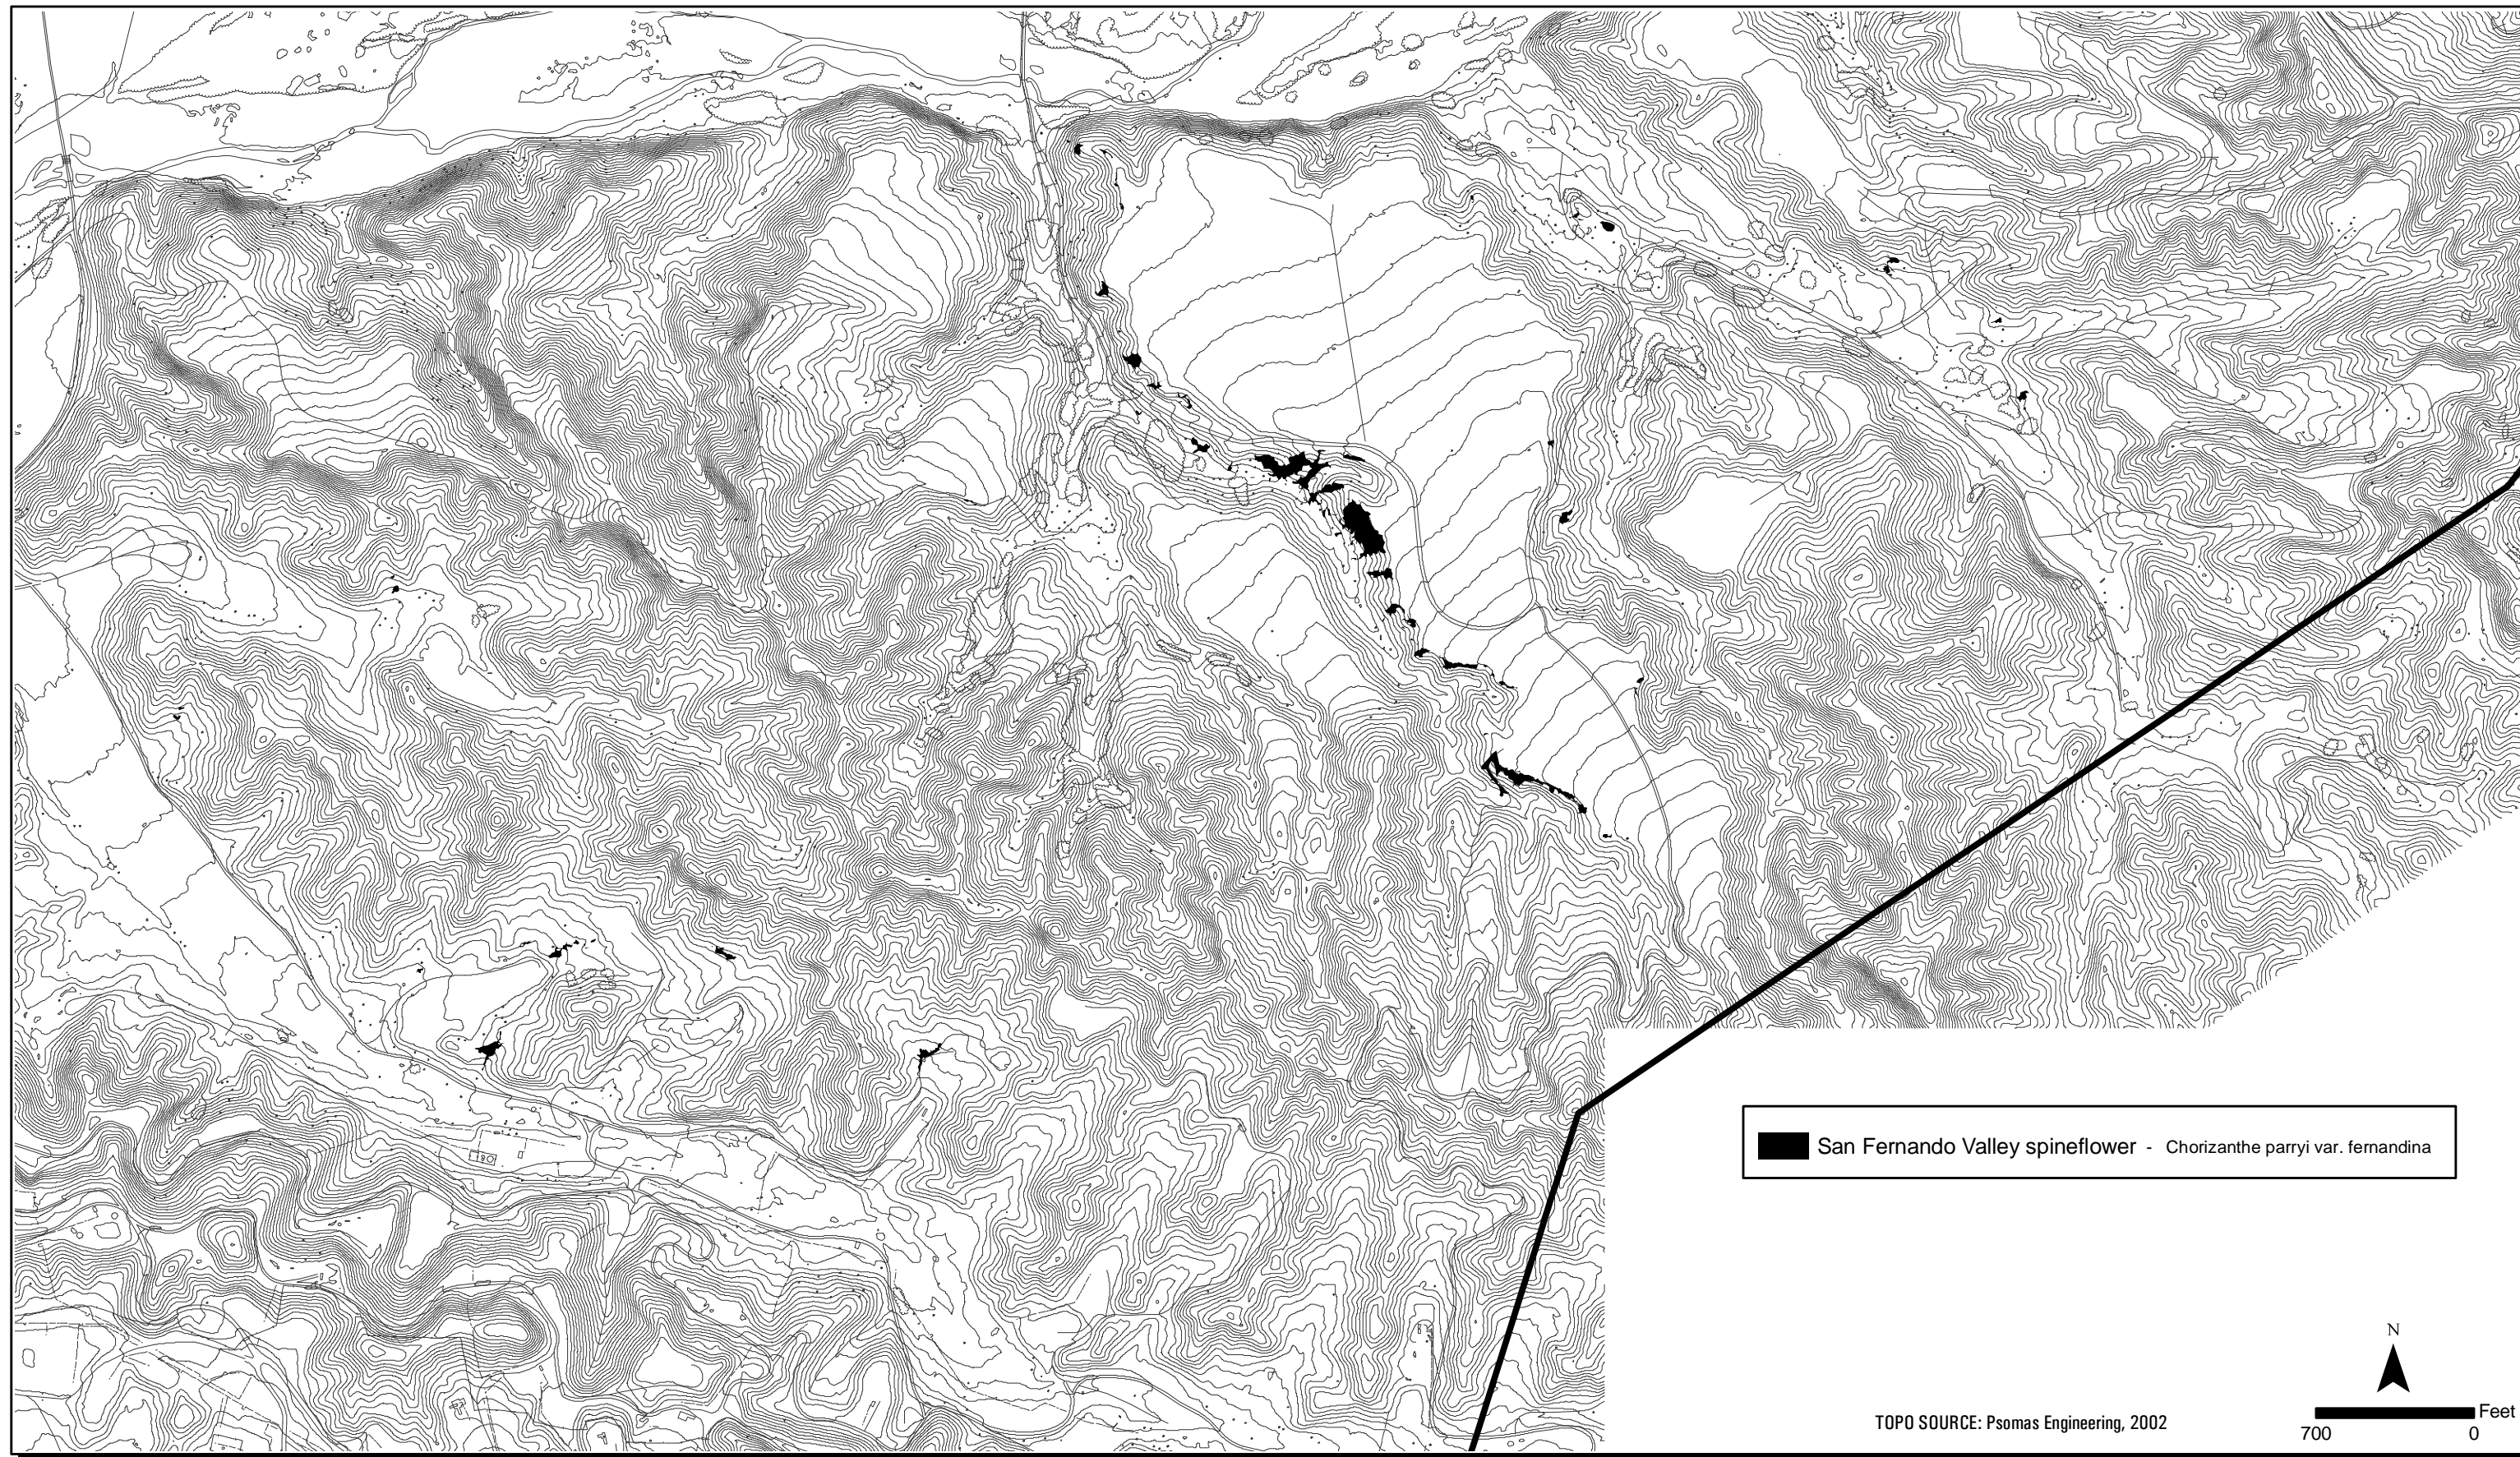 San Fernando Valley spineflower - Chorizanthe parryi var. fernandina
N
TOPO SOURCE: Psomas Engineering, 2002
Feet
700 0